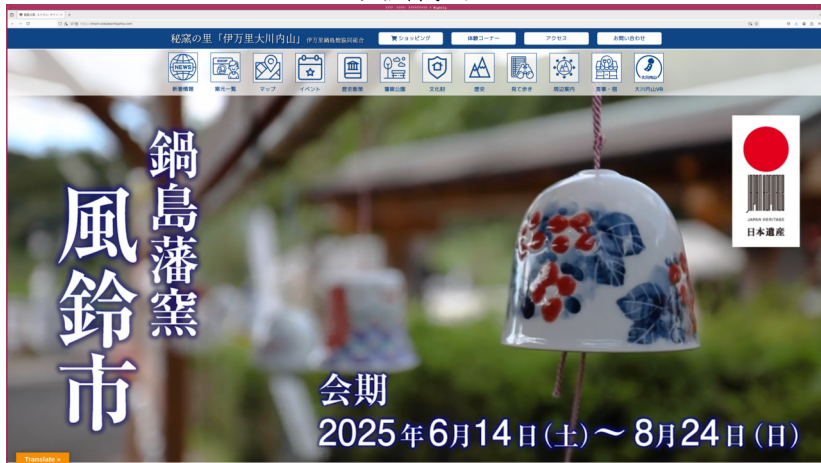 秘窯の里「伊万里大川内山」 伊万里鍋島焼協同組合
ショッピング
体験コーナー
アクセス
お問い合わせ
NEWS
新着情報
窯元一覧
マップ
イベント
歴史散策
藩窯公園
文化財
歴史
見て歩き
周辺案内
食事・宿
大川内山VR
鍋島藩窯
風鈴市
JAPAN HERITAGE
日本遺産
会期
2025年6月14日(土)〜8月24日(日)
Translate »